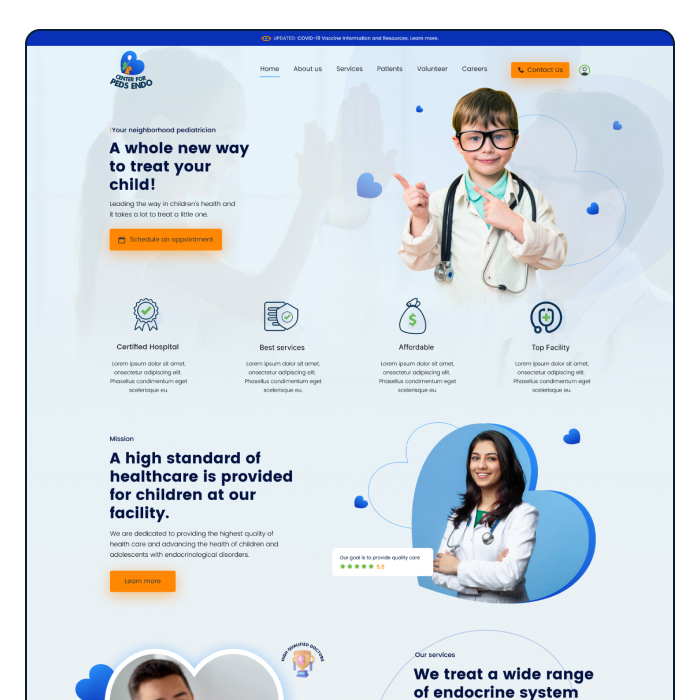 UPDATED: COVID-19 Vaccine Information and Resources. Learn more.
CENTER FOR
PEDS ENDO
Home
About us
Services
Patients
Volunteer
Careers
Contact Us
!Your neighborhood pediatrician
A whole new way
to treat your
child!
Leading the way in children's health and
it takes a lot to treat a little one.
Schedule an appointment
Certified Hospital
Lorem ipsum dolor sit amet,
onsectetur adipiscing elit.
Phasellus condimentum eget
scelerisque eu.
Best services
Lorem ipsum dolor sit amet,
onsectetur adipiscing elit.
Phasellus condimentum eget
scelerisque eu.
$
Affordable
Lorem ipsum dolor sit amet,
onsectetur adipiscing elit.
Phasellus condimentum eget
scelerisque eu.
Top Facility
Lorem ipsum dolor sit amet,
onsectetur adipiscing elit.
Phasellus condimentum eget
scelerisque eu.
Mission
A high standard of
healthcare is provided
for children at our
facility.
We are dedicated to providing the highest quality of
health care and advancing the health of children and
adolescents with endocrinological disorders.
Learn more
Our goal is to provide quality care
5.0
HIGH QUALIFIED DOCTORS
Our services
We treat a wide range
of endocrine system